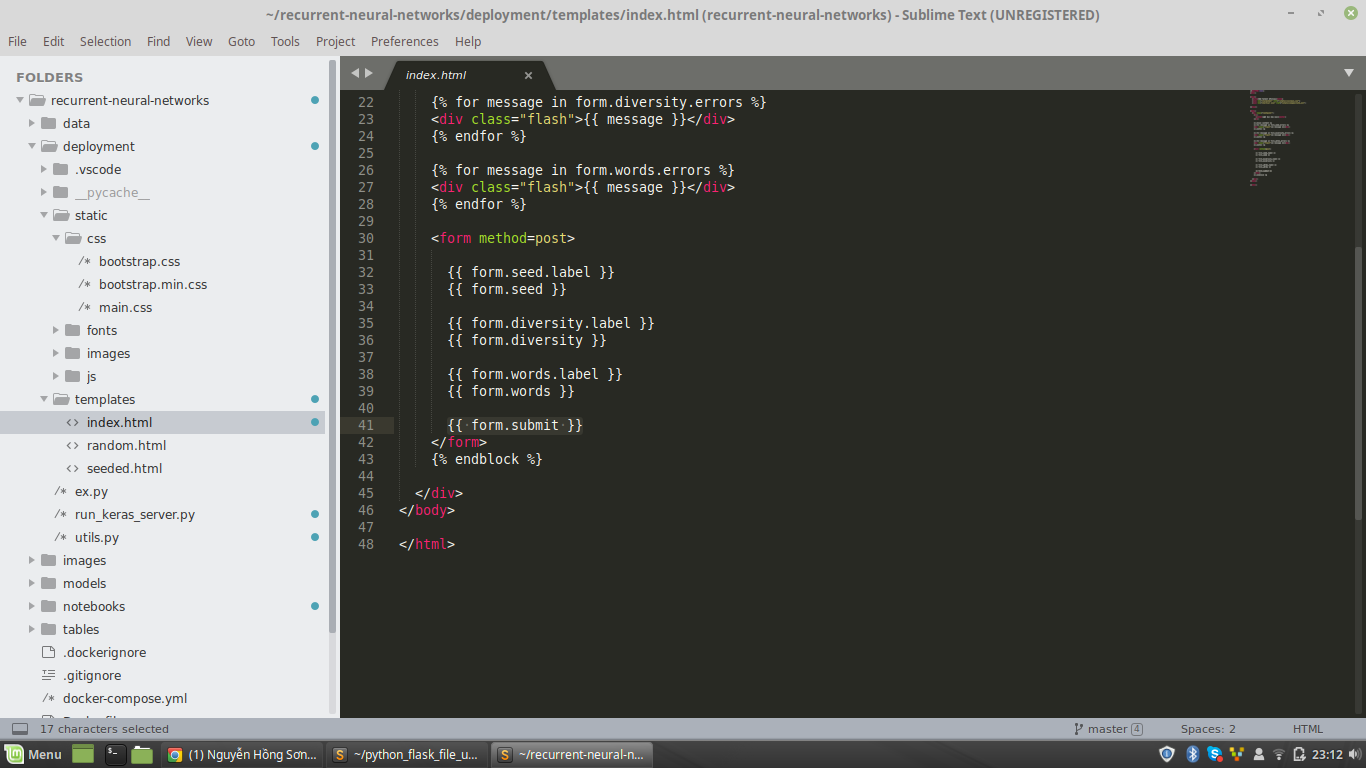 ~/recurrent-neural-networks/deployment/templates/index.html (recurrent-neural-networks) - Sublime Text (UNREGISTERED)
File Edit Selection Find View Goto Tools Project Preferences Help
FOLDERS
recurrent-neural-networks
data
deployment
.vscode
__pycache__
static
css
/* bootstrap.css
/* bootstrap.min.css
/* main.css
fonts
images
js
templates
<> index.html
<> random.html
<> seeded.html
/* ex.py
/* run_keras_server.py
/* utils.py
images
models
notebooks
tables
.dockerignore
.gitignore
/* docker-compose.yml
index.html
22 {% for message in form.diversity.errors %}
23 <div class="flash">{{ message }}</div>
24 {% endfor %}
25
26 {% for message in form.words.errors %}
27 <div class="flash">{{ message }}</div>
28 {% endfor %}
29
30 <form method=post>
31
32 {{ form.seed.label }}
33 {{ form.seed }}
34
35 {{ form.diversity.label }}
36 {{ form.diversity }}
37
38 {{ form.words.label }}
39 {{ form.words }}
40
41 {{ form.submit }}
42 </form>
43 {% endblock %}
44
45 </div>
46 </body>
47
48 </html>
17 characters selected master 4 Spaces: 2 HTML
Menu (1) Nguyễn Hồng Sơn... ~/python_flask_file_u... ~/recurrent-neural-n... 23:12